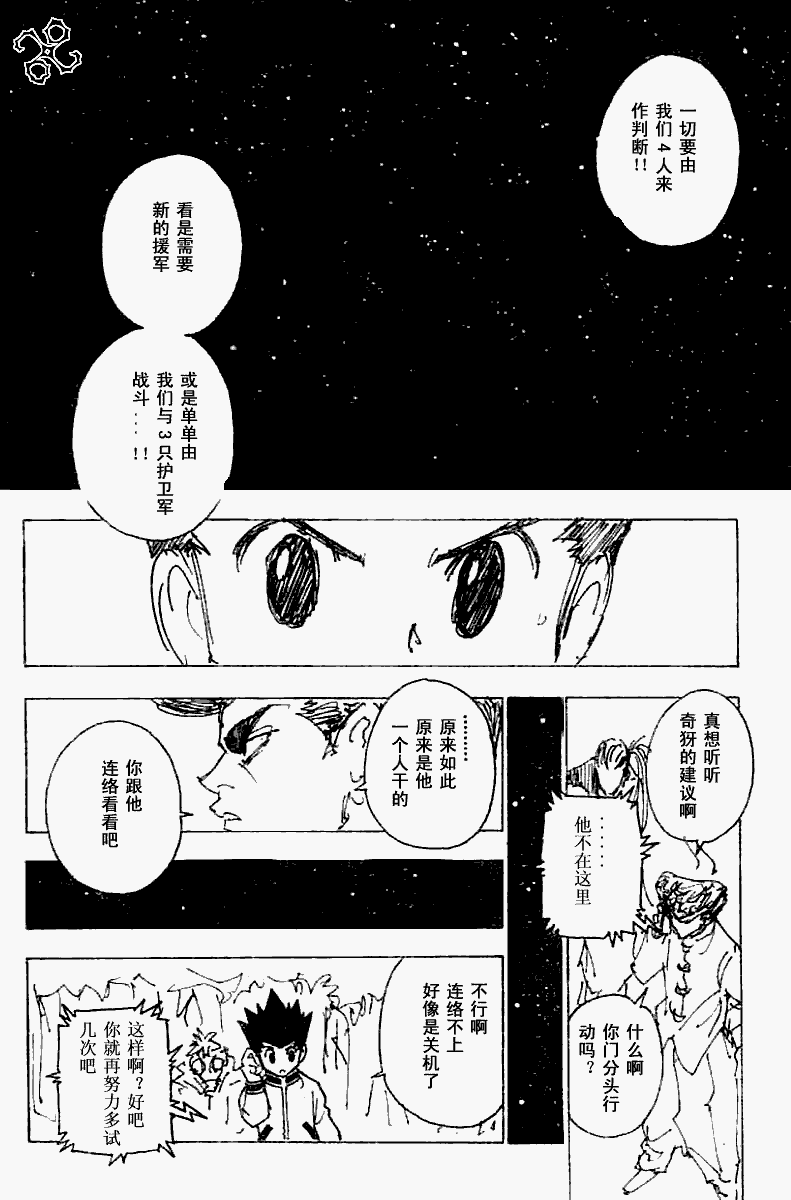 一切要由
我们4人来
作判断!!
看是需要
新的援军
或是单单由
我们与3只护卫军
战斗...!!
真想听听
奇犽的建议啊
......
他不在这里
什么啊
你门分头行
动吗?
.........
原来如此
原来是他
一个人干的
你跟他
连络看看吧
不行啊
连络不上
好像是关机了
这样啊?好吧
你就再努力多试
几次吧